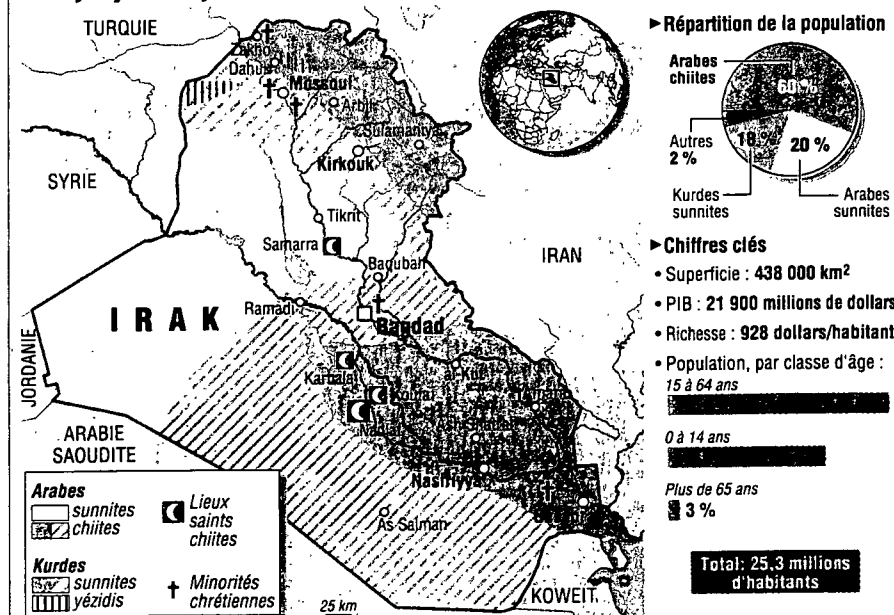 TURQUIE
Zakho
Dahuk
Mossoul
Arbil
Sulamaniya
Kirkouk
SYRIE
Tikrit
Samarra
Baqubah
IRAN
Ramadi
IRAK
Bagdad
JORDANIE
Karbala
Koufa
Al-Kut
Nasiriyya
ARABIE
SAOUDITE
As Salman
KOWEIT
25 km
Arabes
sunnites
chiites
Lieux
saints
chiites
Kurdes
sunnites
yézidis
Minorités
chrétiennes
Répartition de la population
Arabes
chiites
60 %
Autres
2 %
18 %
20 %
Kurdes
sunnites
Arabes
sunnites
Chiffres clés
• Superficie : 438 000 km²
• PIB : 21 900 millions de dollars
• Richesse : 928 dollars/habitant
• Population, par classe d'âge :
15 à 64 ans
0 à 14 ans
Plus de 65 ans
3 %
Total: 25,3 millions
d'habitants